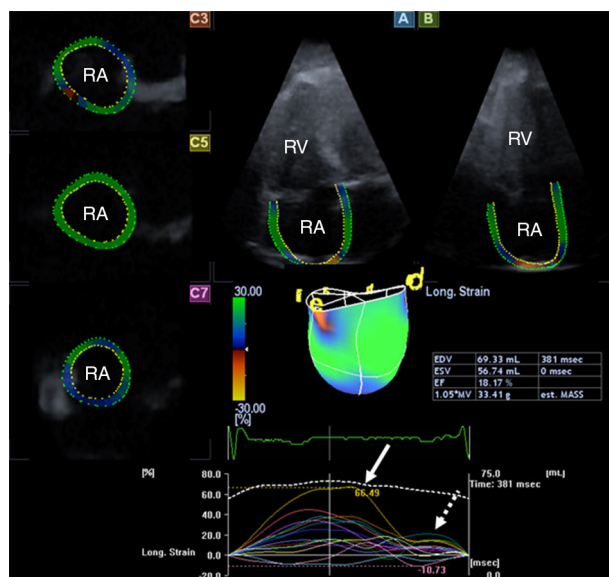 C3
A
B
RA
RV
C5
RA
RA
RA
C7
RA
30.00
-30.00
[%]
Long. Strain
EDV 69.33 mL 381 msec
ESV 56.74 mL 0 msec
EF 18.17 %
1.05*MV 33.41 g est. MASS
[%]
80.0
60.0
40.0
20.0
0.0
-20.0
Long. Strain
66.49
-10.73
75.0 [mL]
Time: 381 msec
[msec]
0.0